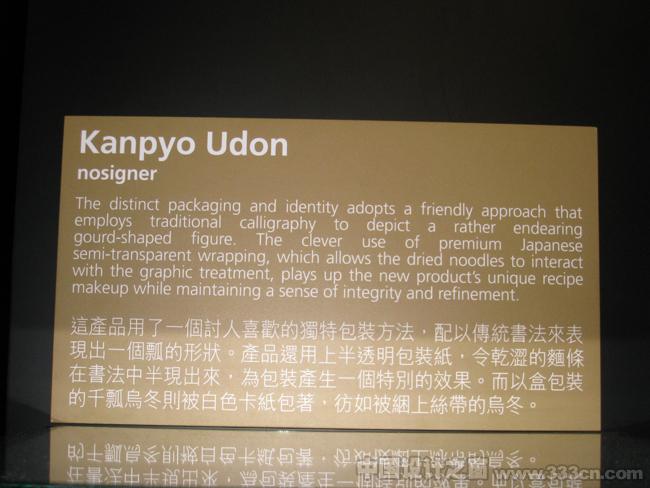 Kanpyo Udon
nosigner
The distinct packaging and identity adopts a friendly approach that
employs traditional calligraphy to depict a rather endearing
gourd-shaped figure. The clever use of premium Japanese
semi-transparent wrapping, which allows the dried noodles to interact
with the graphic treatment, plays up the new product's unique recipe
makeup while maintaining a sense of integrity and refinement.
這產品用了一個討人喜歡的獨特包裝方法，配以傳統書法來表
現出一個瓢的形狀。產品還用上半透明包裝紙，令乾澀的麵條
在書法中半現出來，為包裝產生一個特別的效果。而以盒包裝
的干瓢烏冬則被白色卡紙包著，彷如被綑上絲帶的烏冬。
中国设计之窗 www.333cn.com